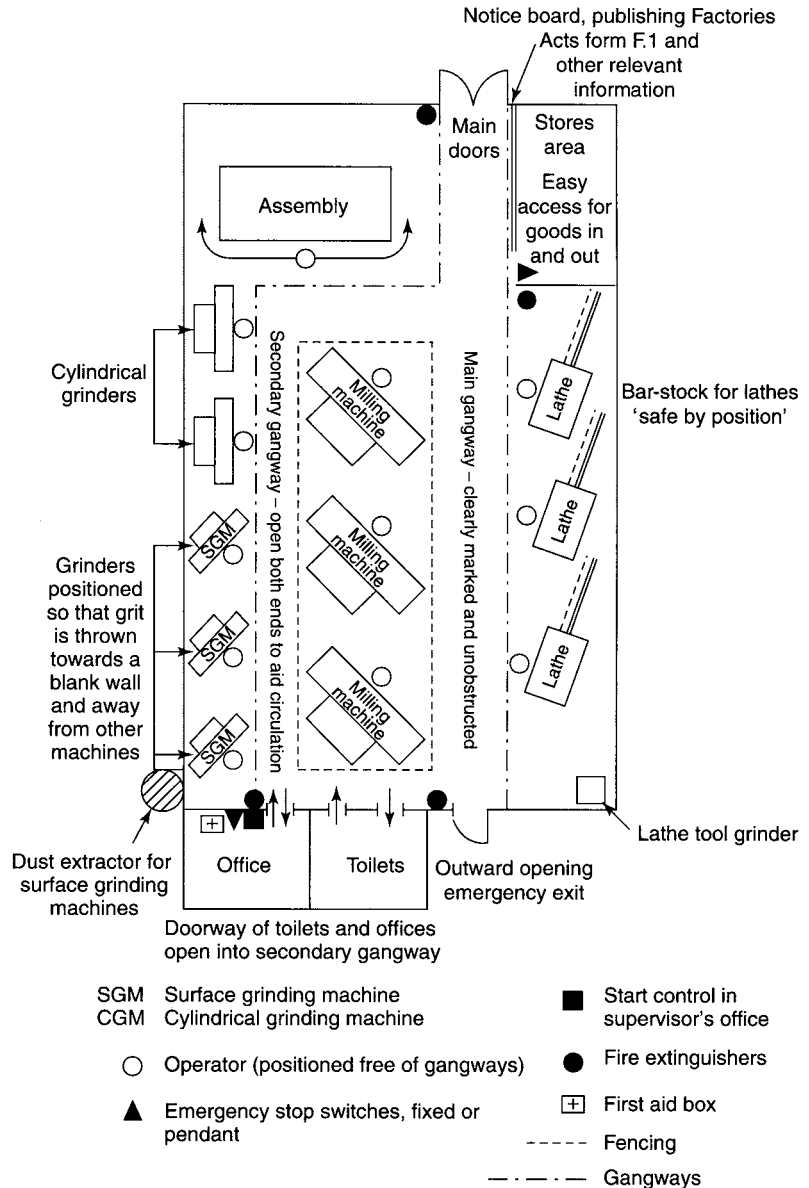 Notice board, publishing Factories
Acts form F.1 and
other relevant
information
Main
doors
Stores
area
Easy
access for
goods in
and out
Assembly
Cylindrical
grinders
Secondary gangway – open both ends to aid circulation
Milling
machine
Milling
machine
Milling
machine
Main gangway – clearly marked and unobstructed
Lathe
Lathe
Lathe
Bar-stock for lathes
'safe by position'
SGM
SGM
SGM
Grinders
positioned
so that grit
is thrown
towards a
blank wall
and away
from other
machines
Dust extractor for
surface grinding
machines
Office
Toilets
Outward opening
emergency exit
Lathe tool grinder
Doorway of toilets and offices
open into secondary gangway
SGM Surface grinding machine
CGM Cylindrical grinding machine
Operator (positioned free of gangways)
Emergency stop switches, fixed or
pendant
Start control in
supervisor's office
Fire extinguishers
First aid box
Fencing
Gangways